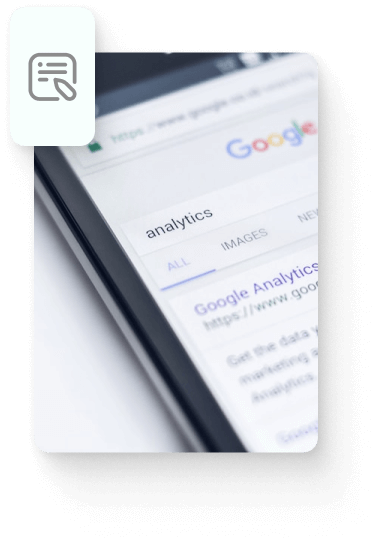 https://www.google.co.uk
Google
analytics
ALL IMAGES NEW
Google Analytics
https://www.goo
Get the data
marketing a
Analytics.